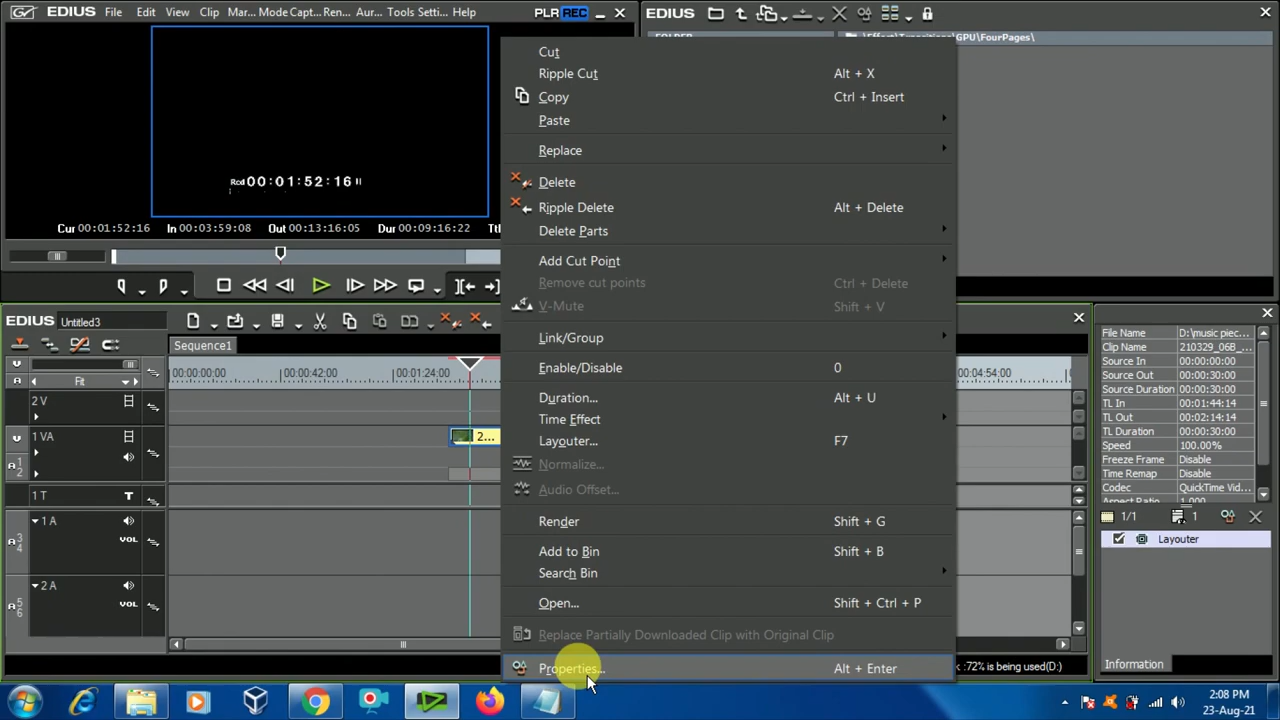 EDIUS File Edit View Clip Mar... Mode Capt... Ren... Aur... Tools Setti... Help PLR REC
EDIUS
FOLDER \Effect\Transitions\GPU\FourPages\
Rcd 00:01:52:16
Cur 00:01:52:16 In 00:03:59:08 Out 00:13:16:05 Dur 00:09:16:22 Ttl
Cut
Ripple Cut Alt + X
Copy Ctrl + Insert
Paste
Replace
Delete
Ripple Delete Alt + Delete
Delete Parts
Add Cut Point
Remove cut points Ctrl + Delete
V-Mute Shift + V
Link/Group
Enable/Disable 0
Duration... Alt + U
Time Effect
Layouter... F7
Normalize...
Audio Offset...
Render Shift + G
Add to Bin Shift + B
Search Bin
Open... Shift + Ctrl + P
Replace Partially Downloaded Clip with Original Clip
Properties... Alt + Enter
EDIUS Untitled3
Sequence1
Fit 00:00:00:00 00:00:42:00 00:01:24:00 00:04:54:00
2 V
1 VA 2...
1 2
1 T T
1 A VOL 3 4
2 A VOL 5 6
File Name D:\music piec...
Clip Name 210329_06B_...
Source In 00:00:00:00
Source Out 00:00:30:00
Source Duration 00:00:30:00
TL In 00:01:44:14
TL Out 00:02:14:14
TL Duration 00:00:30:00
Speed 100.00%
Freeze Frame Disable
Time Remap Disable
Codec QuickTime Vid...
Aspect Ratio 1.000
1/1 1
Layouter
k :72% is being used(D:)
Information
2:08 PM
23-Aug-21